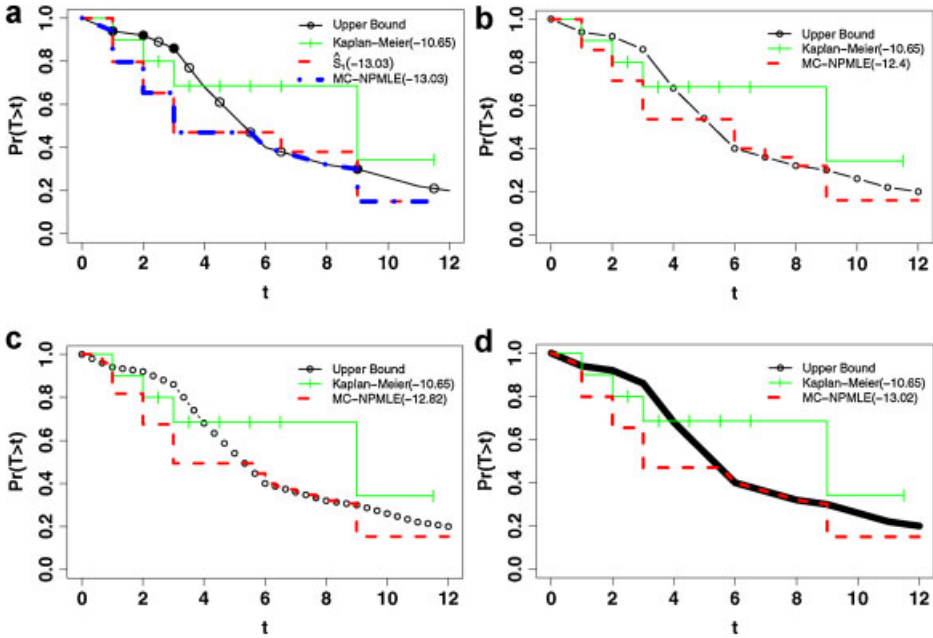 a
Upper Bound
Kaplan-Meier(-10.65)
Ŝ₁(-13.03)
MC-NPMLE(-13.03)
Pr(T>t)
1.0
0.8
0.6
0.4
0.2
0.0
0 2 4 6 8 10 12
t
b
Upper Bound
Kaplan-Meier(-10.65)
MC-NPMLE(-12.4)
Pr(T>t)
1.0
0.8
0.6
0.4
0.2
0.0
0 2 4 6 8 10 12
t
c
Upper Bound
Kaplan-Meier(-10.65)
MC-NPMLE(-12.82)
Pr(T>t)
1.0
0.8
0.6
0.4
0.2
0.0
0 2 4 6 8 10 12
t
d
Upper Bound
Kaplan-Meier(-10.65)
MC-NPMLE(-13.02)
Pr(T>t)
1.0
0.8
0.6
0.4
0.2
0.0
0 2 4 6 8 10 12
t